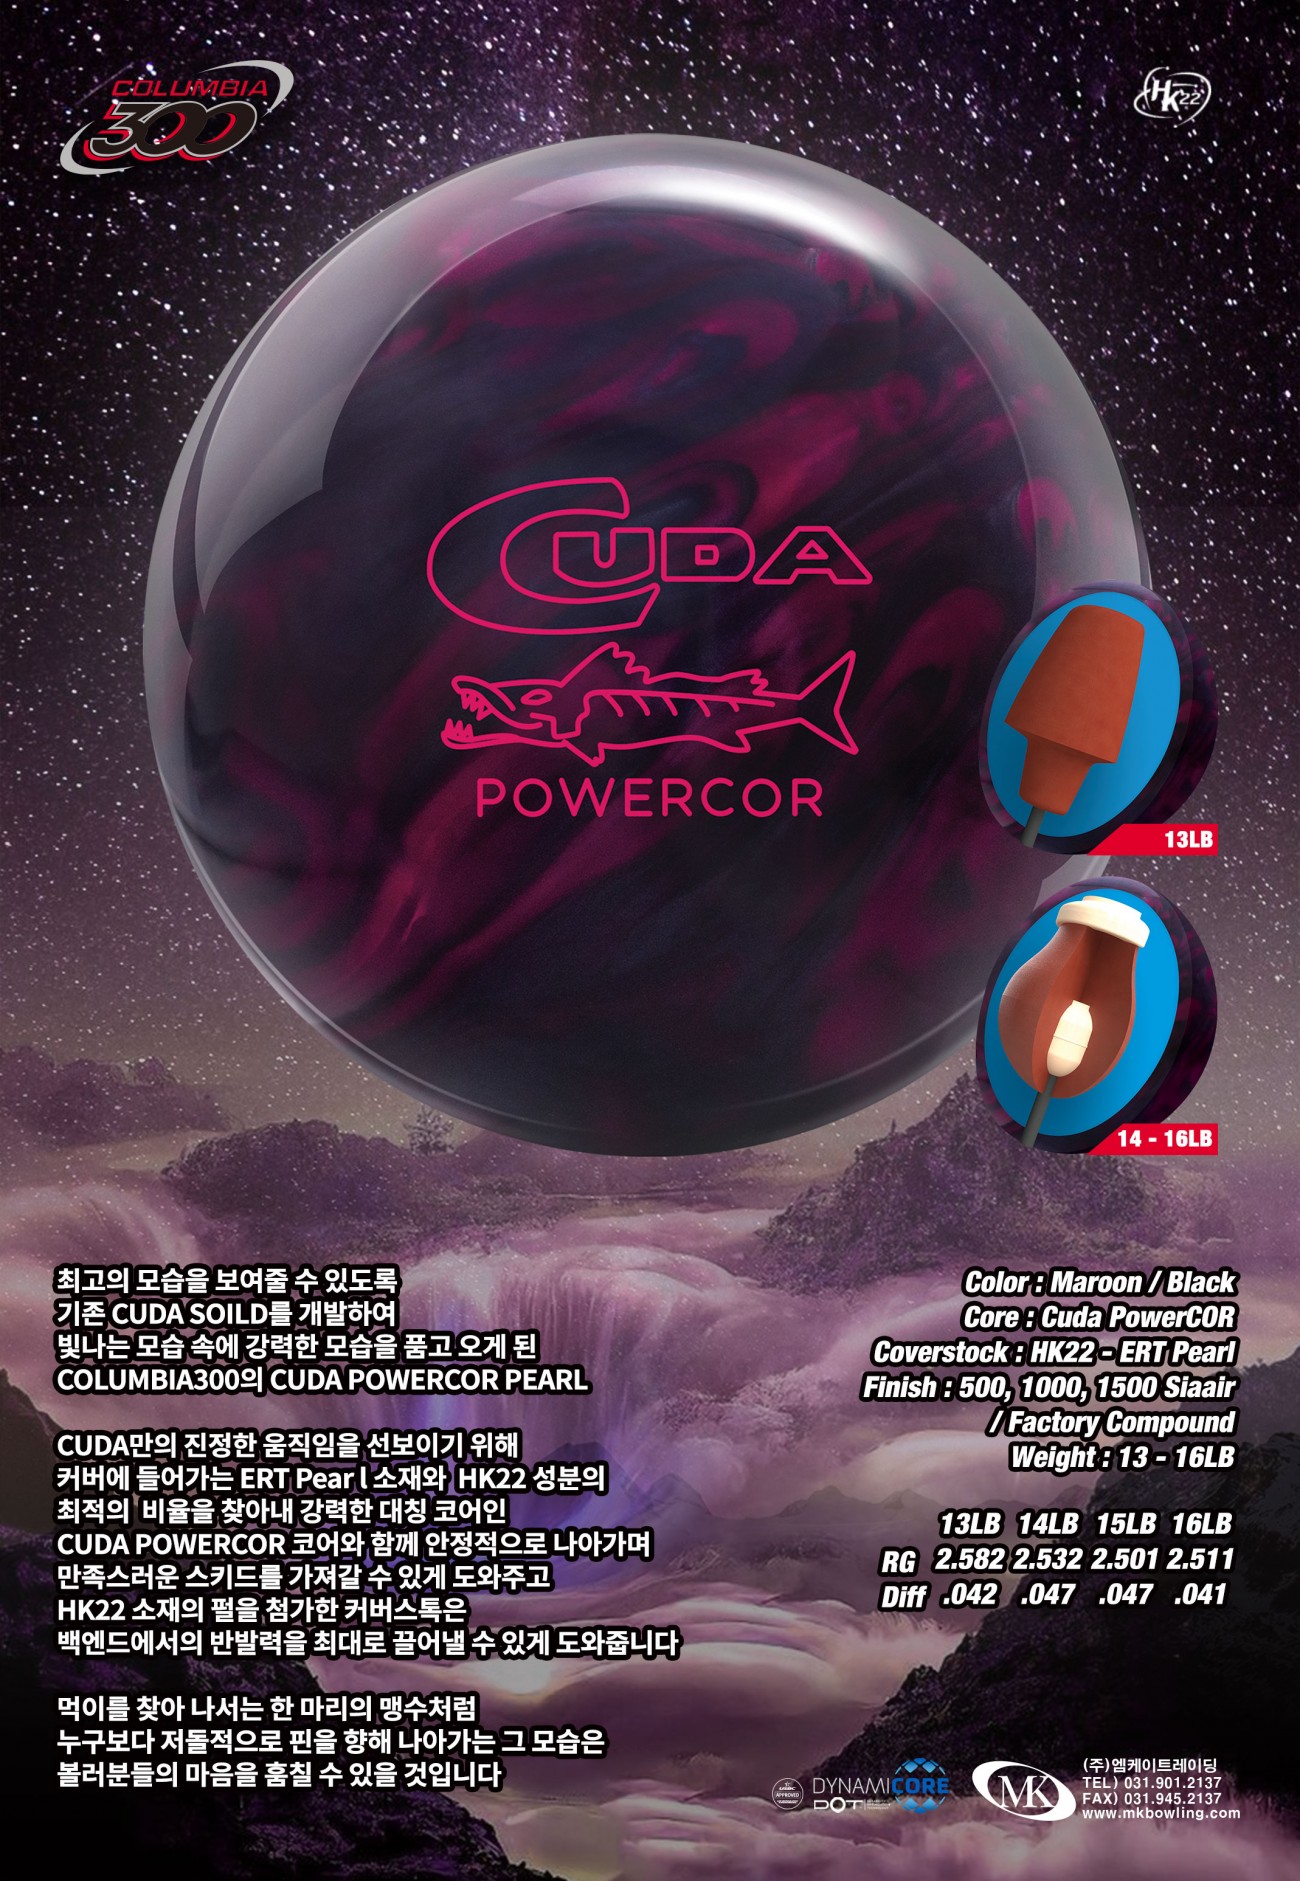 COLUMBIA
300
HK22
CUDA
POWERCOR
13LB
14 - 16LB
최고의 모습을 보여줄 수 있도록
기존 CUDA SOILD를 개발하여
빛나는 모습 속에 강력한 모습을 품고 오게 된
COLUMBIA300의 CUDA POWERCOR PEARL
CUDA만의 진정한 움직임을 선보이기 위해
커버에 들어가는 ERT Pear l 소재와 HK22 성분의
최적의 비율을 찾아내 강력한 대칭 코어인
CUDA POWERCOR 코어와 함께 안정적으로 나아가며
만족스러운 스키드를 가져갈 수 있게 도와주고
HK22 소재의 펄을 첨가한 커버스톡은
백엔드에서의 반발력을 최대로 끌어낼 수 있게 도와줍니다
먹이를 찾아 나서는 한 마리의 맹수처럼
누구보다 저돌적으로 핀을 향해 나아가는 그 모습은
볼러분들의 마음을 훔칠 수 있을 것입니다
Color : Maroon / Black
Core : Cuda PowerCOR
Coverstock : HK22 - ERT Pearl
Finish : 500, 1000, 1500 Siaair
/ Factory Compound
Weight : 13 - 16LB
13LB 14LB 15LB 16LB
RG 2.582 2.532 2.501 2.511
Diff .042 .047 .047 .041
APPROVED
DYNAMICORE
DOT
MK
(주)엠케이트레이딩
TEL) 031.901.2137
FAX) 031.945.2137
www.mkbowling.com